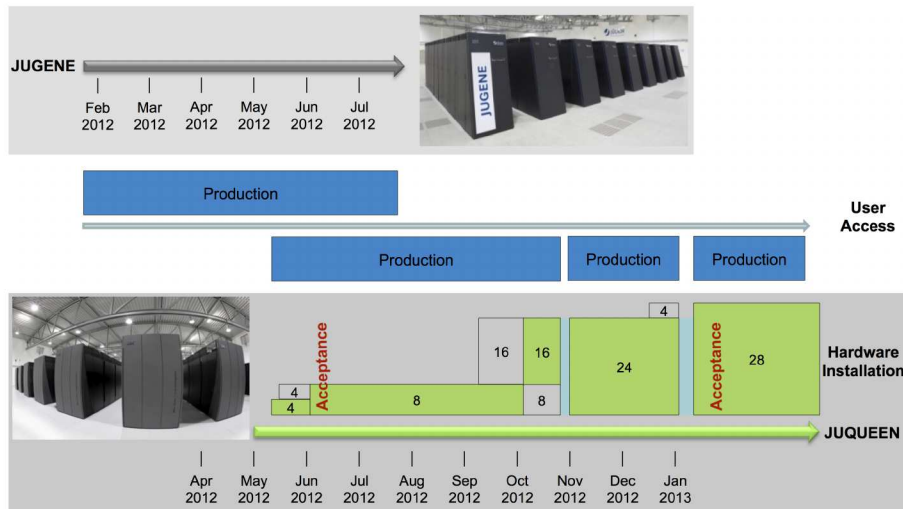 JUGENE
Feb Mar Apr May Jun Jul
2012 2012 2012 2012 2012 2012
JUGENE
Production
User
Access
Production Production Production
4
Acceptance
16 16
24
Acceptance
28
Hardware
Installation
4
4
8
8
JUQUEEN
Apr May Jun Jul Aug Sep Oct Nov Dec Jan
2012 2012 2012 2012 2012 2012 2012 2012 2012 2013